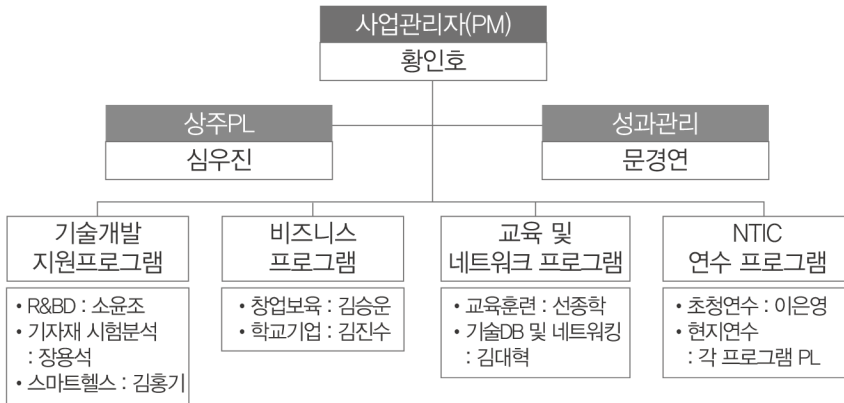 사업관리자(PM)
황인호
상주PL
심우진
성과관리
문경연
기술개발
지원프로그램
• R&BD : 소윤조
• 기자재 시험분석
: 장용석
• 스마트헬스 : 김홍기
비즈니스
프로그램
• 창업보육 : 김승운
• 학교기업 : 김진수
교육 및
네트워크 프로그램
• 교육훈련 : 선종학
• 기술DB 및 네트워킹
: 김대혁
NTIC
연수 프로그램
• 초청연수 : 이은영
• 현지연수
: 각 프로그램 PL